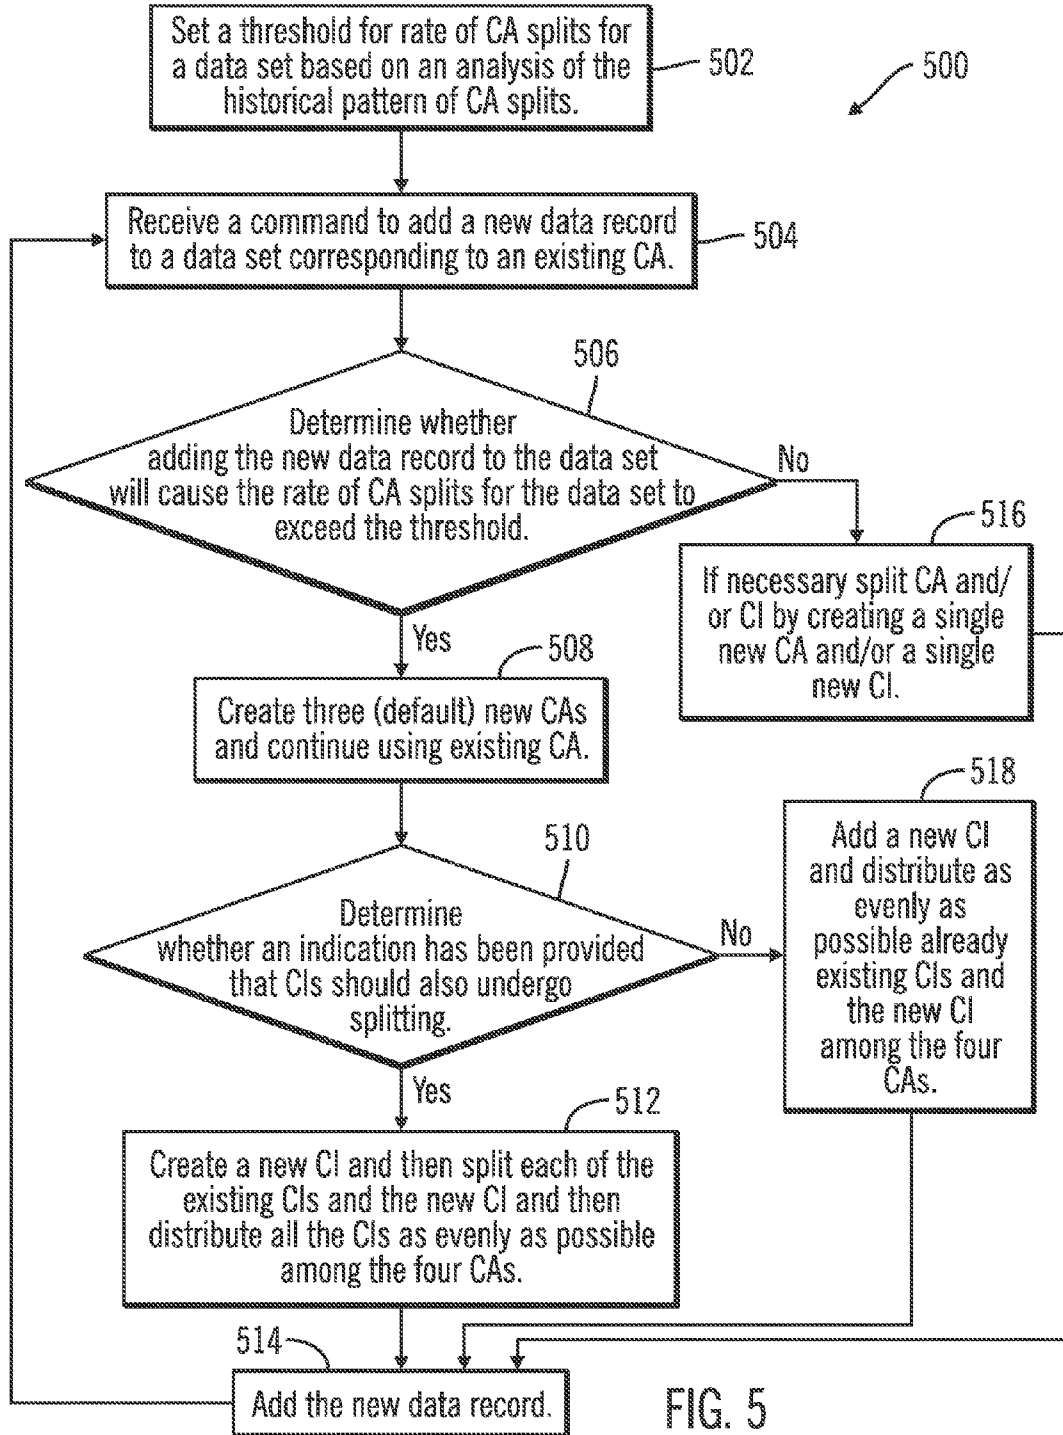 Set a threshold for rate of CA splits for
a data set based on an analysis of the
historical pattern of CA splits.
502
500
Receive a command to add a new data record
to a data set corresponding to an existing CA.
504
506
Determine whether
adding the new data record to the data set
will cause the rate of CA splits for the data set to
exceed the threshold.
No
516
If necessary split CA and/
or CI by creating a single
new CA and/or a single
new CI.
Yes
508
Create three (default) new CAs
and continue using existing CA.
510
Determine
whether an indication has been provided
that CIs should also undergo
splitting.
No
518
Add a new CI
and distribute as
evenly as
possible already
existing CIs and
the new CI
among the four
CAs.
Yes
512
Create a new CI and then split each of the
existing CIs and the new CI and then
distribute all the CIs as evenly as possible
among the four CAs.
514
Add the new data record.
FIG. 5